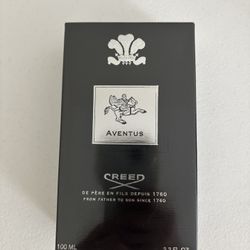 AVENTUS
CREED
DE PÈRE EN FILS DEPUIS 1760
FROM FATHER TO SON SINCE 1760
100 ML 3.3 FL OZ